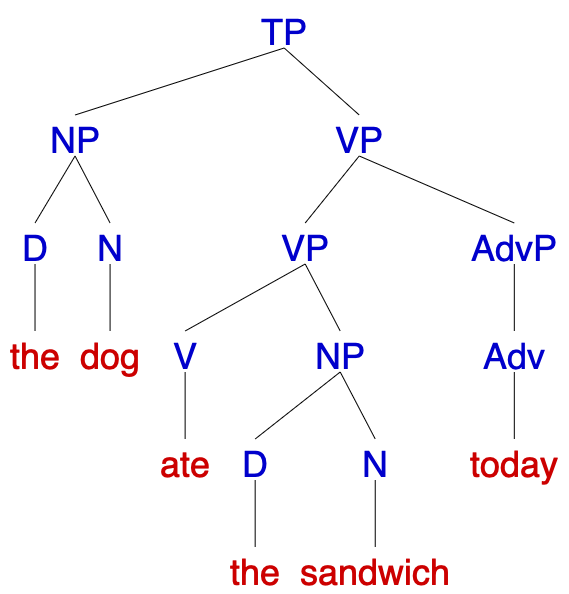 TP
NP VP
D N VP AdvP
the dog V NP Adv
ate D N today
the sandwich